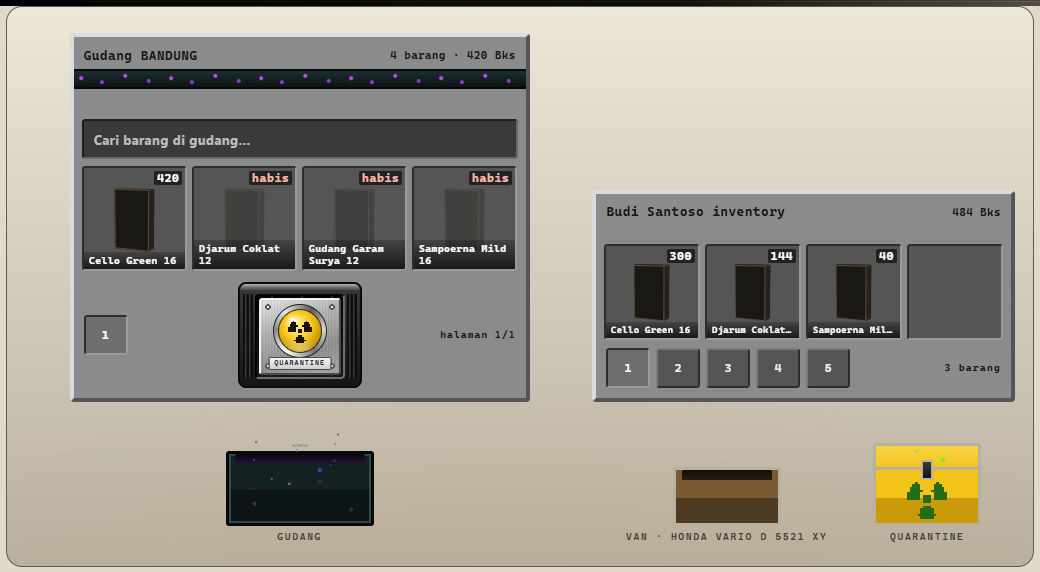 Gudang BANDUNG
4 barang · 420 Bks
Cari barang di gudang...
420
habis
habis
habis
Cello Green 16
Djarum Coklat
12
Gudang Garam
Surya 12
Sampoerna Mild
16
1
QUARANTINE
halaman 1/1
Budi Santoso inventory
484 Bks
300
144
40
Cello Green 16
Djarum Coklat…
Sampoerna Mil…
1
2
3
4
5
3 barang
GUDANG
VAN · HONDA VARIO D 5521 XY
QUARANTINE